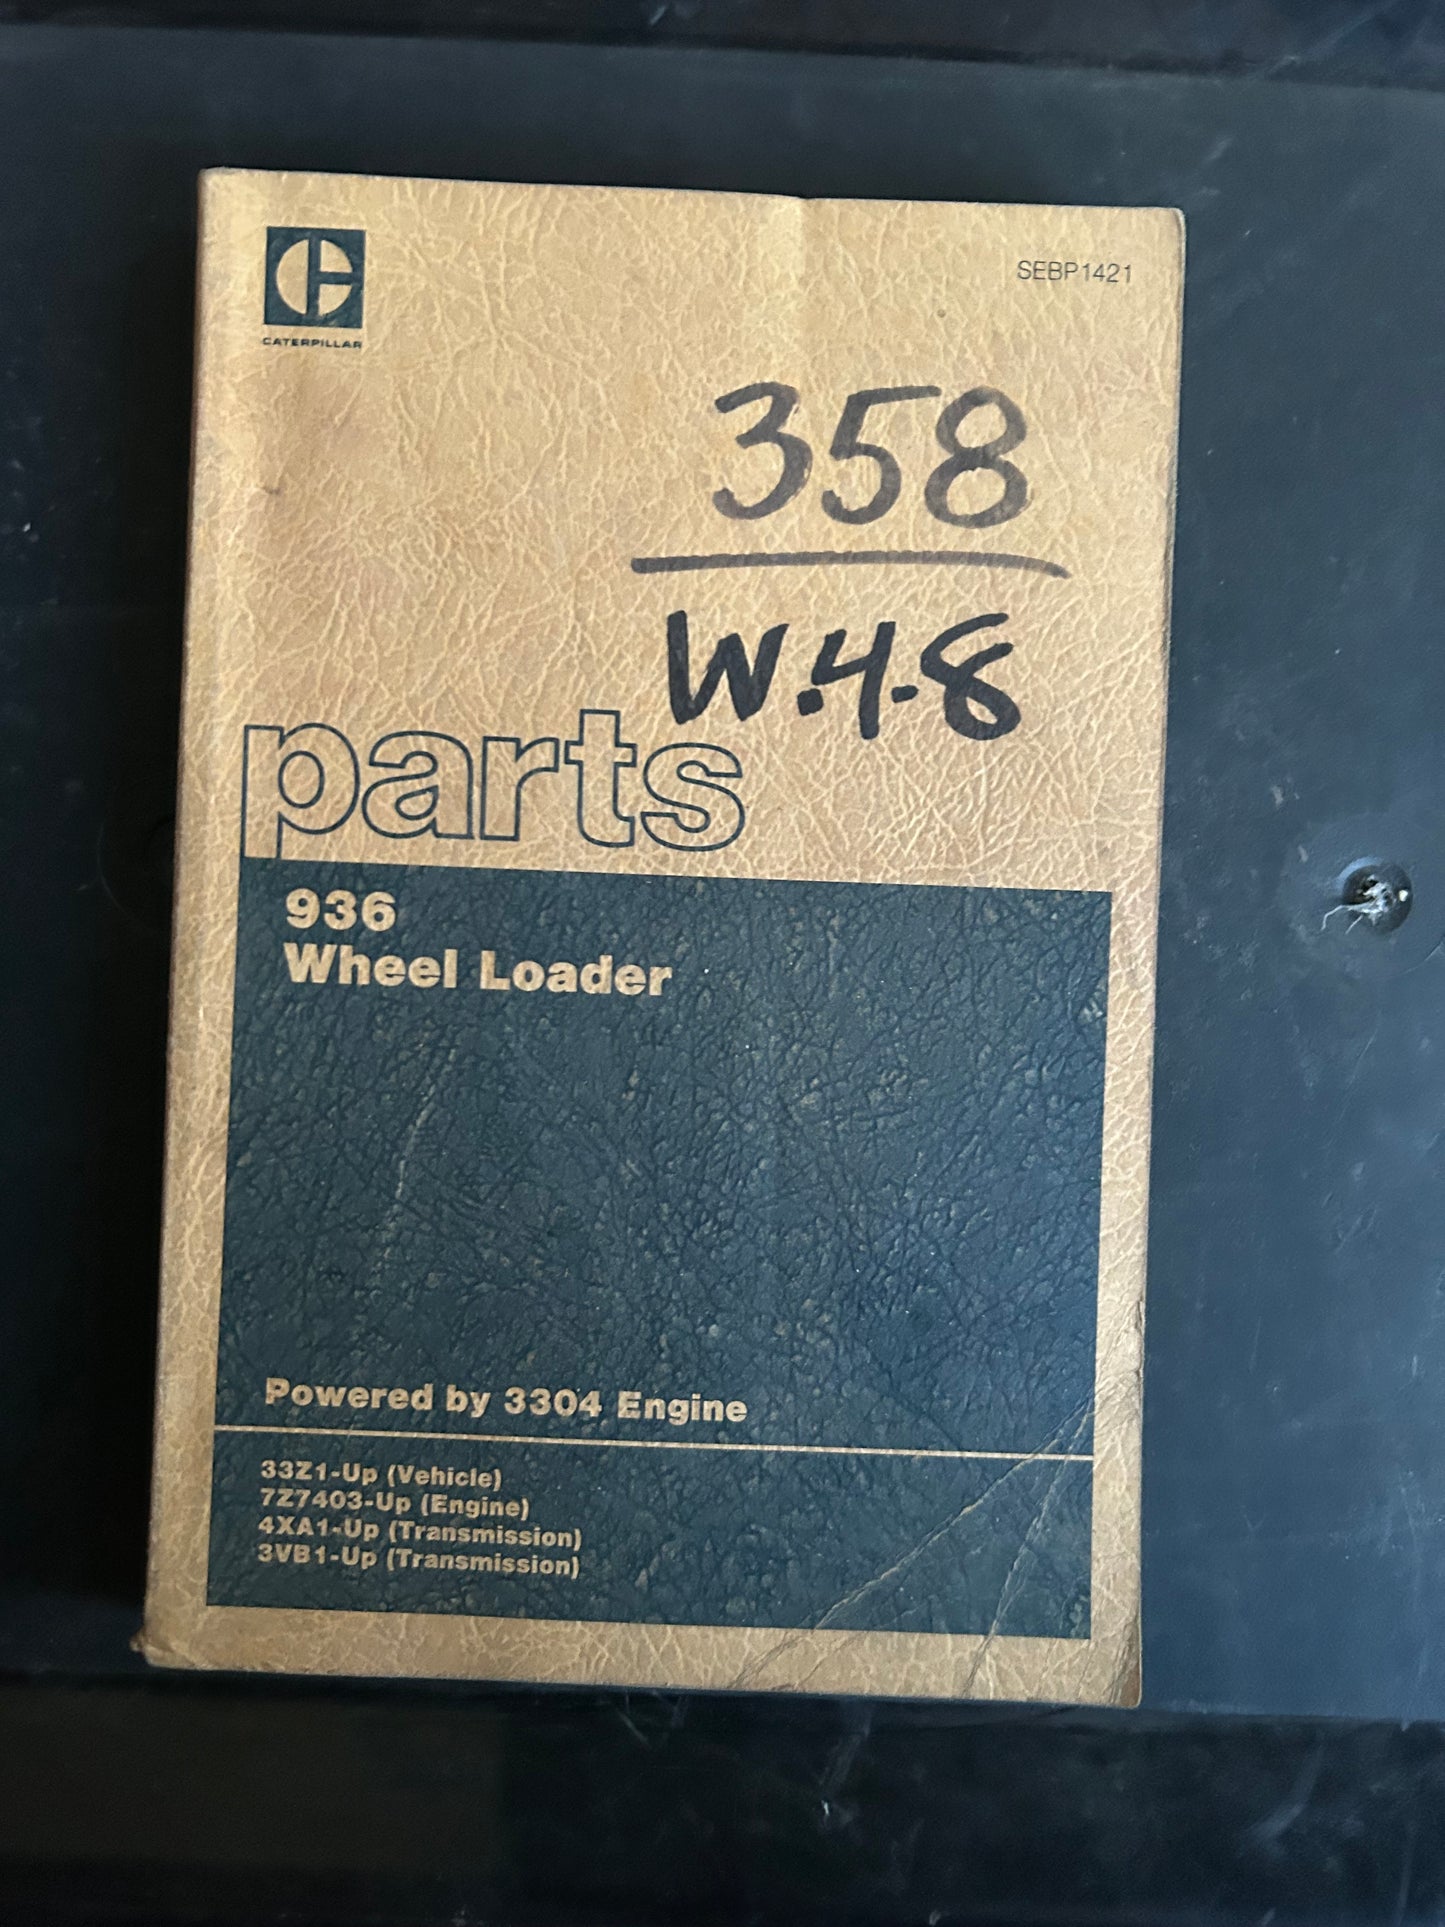 CATERPILLAR
SEBP1421
358
W.4-8
parts
936
Wheel Loader
Powered by 3304 Engine
33Z1-Up (Vehicle)
7Z7403-Up (Engine)
4XA1-Up (Transmission)
3VB1-Up (Transmission)